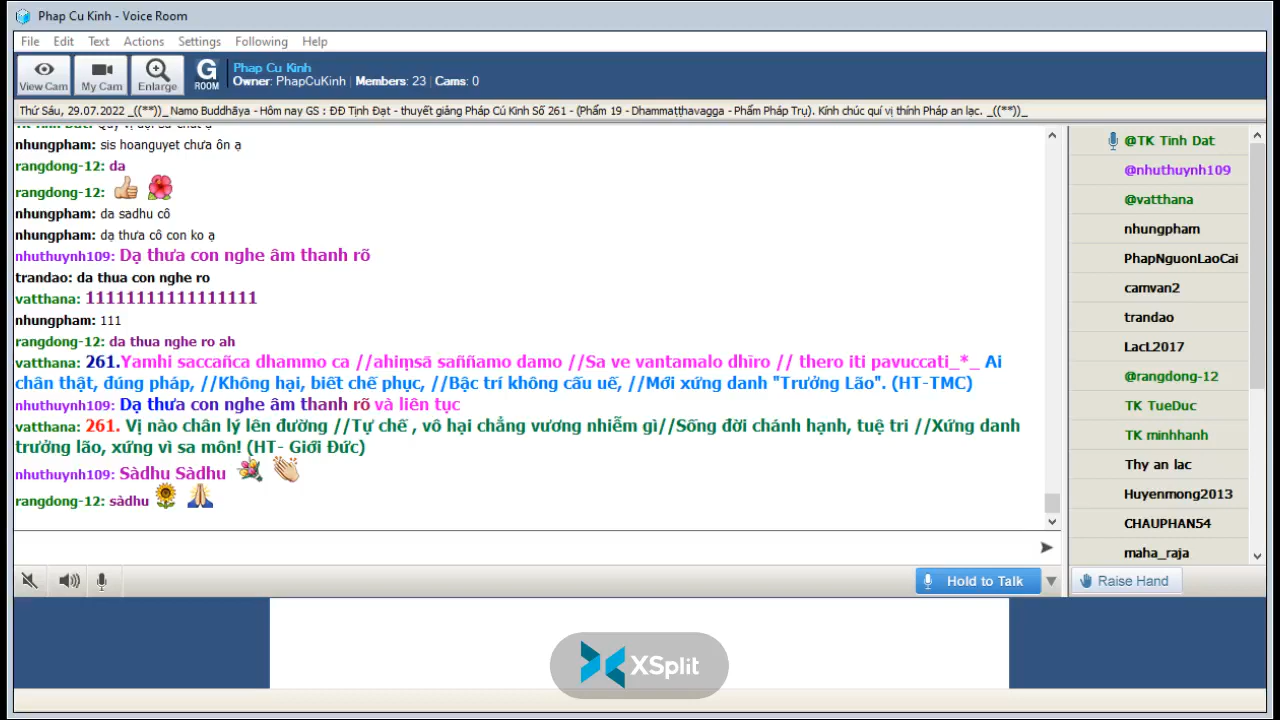 Phap Cu Kinh - Voice Room
File Edit Text Actions Settings Following Help
View Cam My Cam Enlarge G ROOM
Phap Cu Kinh
Owner: PhapCuKinh | Members: 23 | Cams: 0
Thứ Sáu, 29.07.2022 _((**))_ Namo Buddhāya - Hôm nay GS : ĐĐ Tịnh Đạt - thuyết giảng Pháp Cú Kinh Số 261 - (Phẩm 19 - Dhammaṭṭhavagga - Phẩm Pháp Trụ). Kính chúc quí vị thính Pháp an lạc. _((**))_
nhungpham: sis hoanguyet chưa ôn ạ
rangdong-12: da
rangdong-12:
nhungpham: da sadhu cô
nhungpham: dạ thưa cô con ko ạ
nhuthuynh109: Dạ thưa con nghe âm thanh rõ
trandao: da thua con nghe ro
vatthana: 11111111111111111
nhungpham: 111
rangdong-12: da thua nghe ro ah
vatthana: 261.Yamhi saccañca dhammo ca //ahiṃsā saññamo damo //Sa ve vantamalo dhīro // thero iti pavuccati_*_ Ai
chân thật, đúng pháp, //Không hại, biết chế phục, //Bậc trí không cấu uế, //Mới xứng danh "Trưởng Lão". (HT-TMC)
nhuthuynh109: Dạ thưa con nghe âm thanh rõ và liên tục
vatthana: 261. Vị nào chân lý lên đường //Tự chế , vô hại chẳng vương nhiễm gì//Sống đời chánh hạnh, tuệ tri //Xứng danh
trưởng lão, xứng vì sa môn! (HT- Giới Đức)
nhuthuynh109: Sàdhu Sàdhu
rangdong-12: sàdhu
@TK Tinh Dat
@nhuthuynh109
@vatthana
nhungpham
PhapNguonLaoCai
camvan2
trandao
LacL2017
@rangdong-12
TK TueDuc
TK minhhanh
Thy an lac
Huyenmong2013
CHAUPHAN54
maha_raja
Hold to Talk
Raise Hand
XSplit